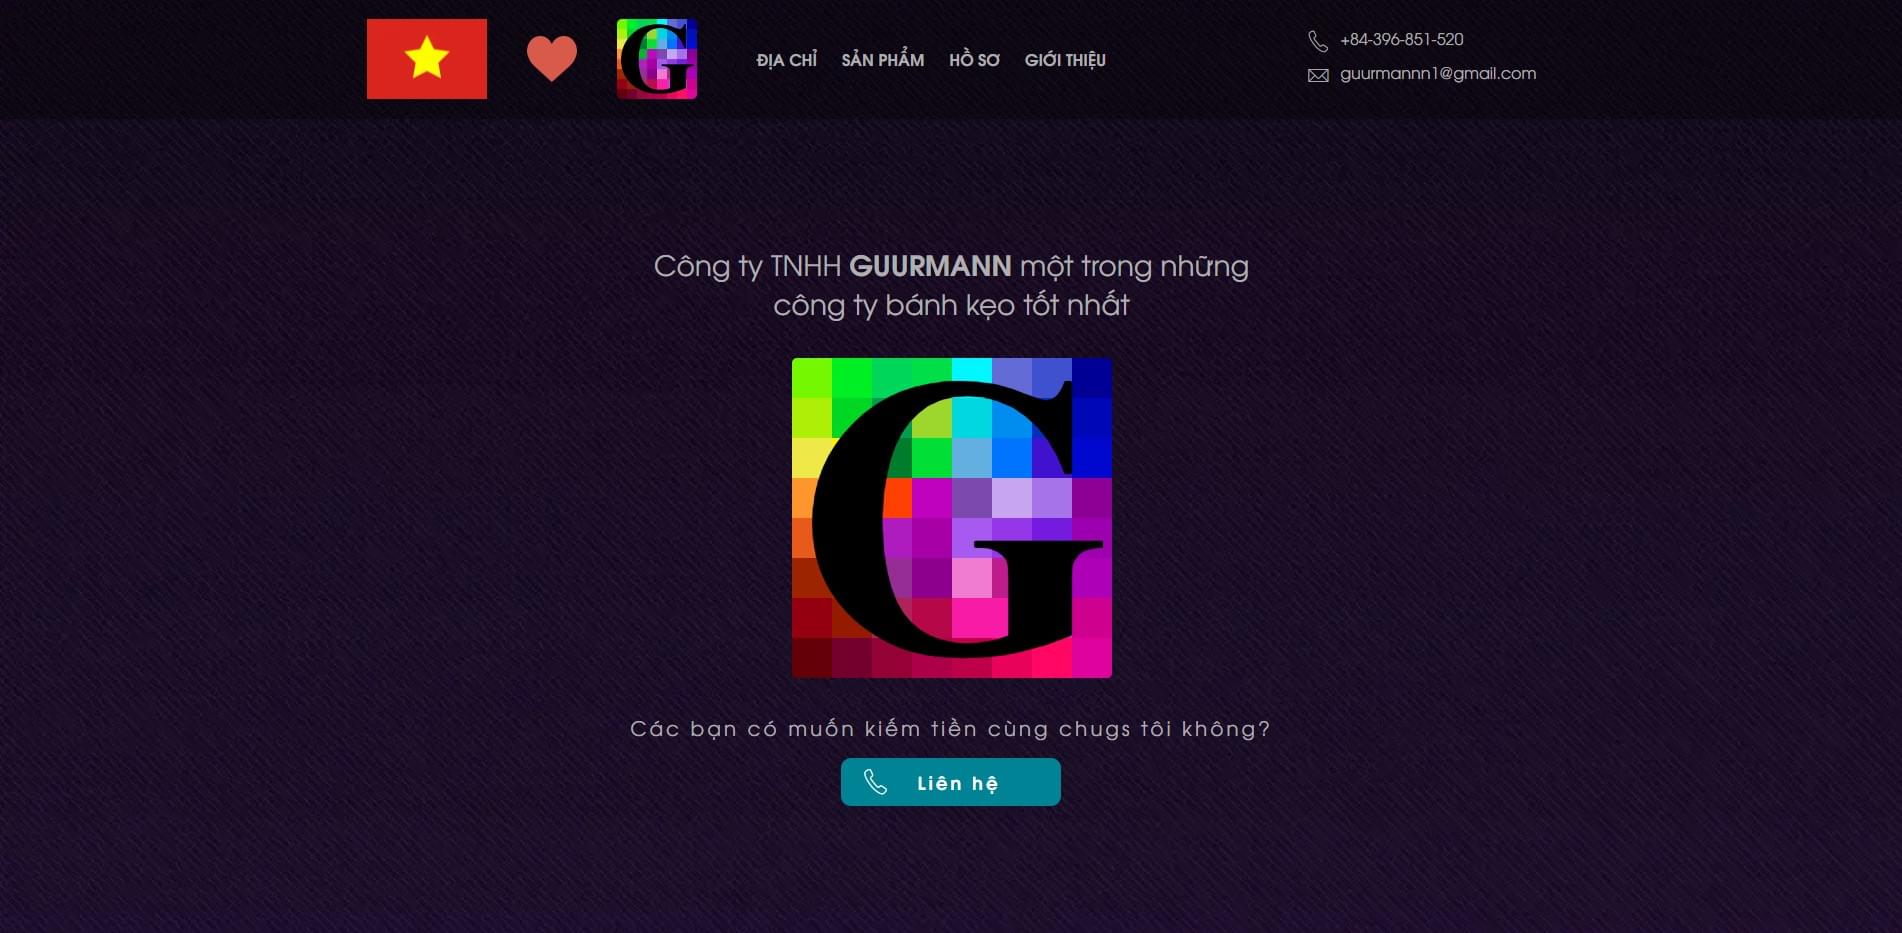 G
ĐỊA CHỈ SẢN PHẨM HỒ SƠ GIỚI THIỆU
+84-396-851-520
guurmannn1@gmail.com
Công ty TNHH GUURMANN một trong những
công ty bánh kẹo tốt nhất
G
Các bạn có muốn kiếm tiền cùng chugs tôi không?
Liên hệ